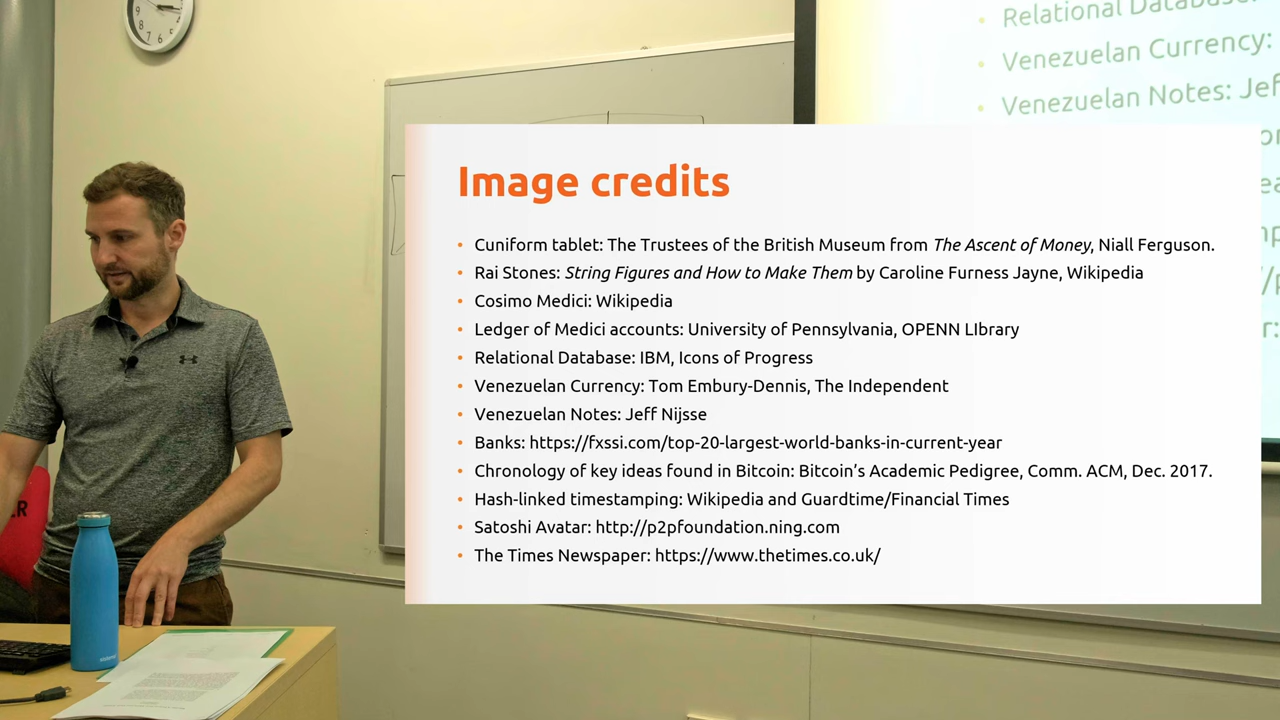 Relational Database:
Venezuelan Currency:
Venezuelan Notes: Jef
Image credits
• Cuniform tablet: The Trustees of the British Museum from The Ascent of Money, Niall Ferguson.
• Rai Stones: String Figures and How to Make Them by Caroline Furness Jayne, Wikipedia
• Cosimo Medici: Wikipedia
• Ledger of Medici accounts: University of Pennsylvania, OPENN LIbrary
• Relational Database: IBM, Icons of Progress
• Venezuelan Currency: Tom Embury-Dennis, The Independent
• Venezuelan Notes: Jeff Nijsse
• Banks: https://fxssi.com/top-20-largest-world-banks-in-current-year
• Chronology of key ideas found in Bitcoin: Bitcoin's Academic Pedigree, Comm. ACM, Dec. 2017.
• Hash-linked timestamping: Wikipedia and Guardtime/Financial Times
• Satoshi Avatar: http://p2pfoundation.ning.com
• The Times Newspaper: https://www.thetimes.co.uk/